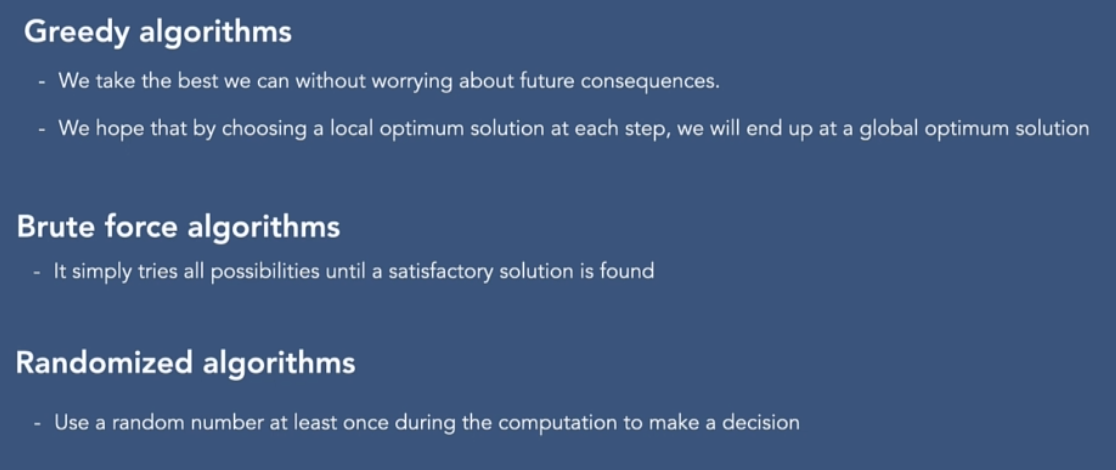 Greedy algorithms
- We take the best we can without worrying about future consequences.
- We hope that by choosing a local optimum solution at each step, we will end up at a global optimum solution
Brute force algorithms
- It simply tries all possibilities until a satisfactory solution is found
Randomized algorithms
- Use a random number at least once during the computation to make a decision